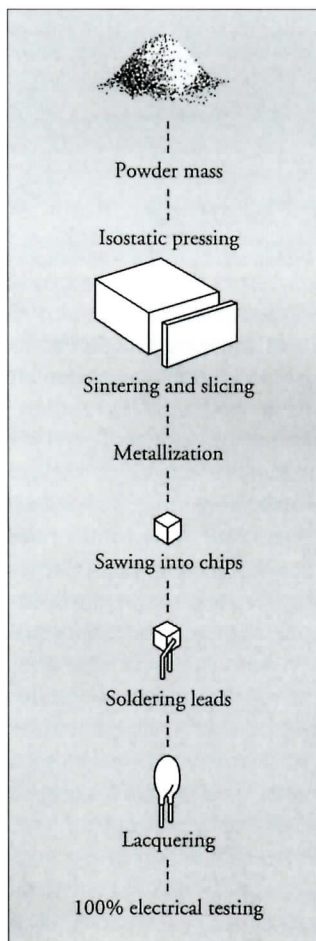 Powder mass
Isostatic pressing
Sintering and slicing
Metallization
Sawing into chips
Soldering leads
Lacquering
100% electrical testing